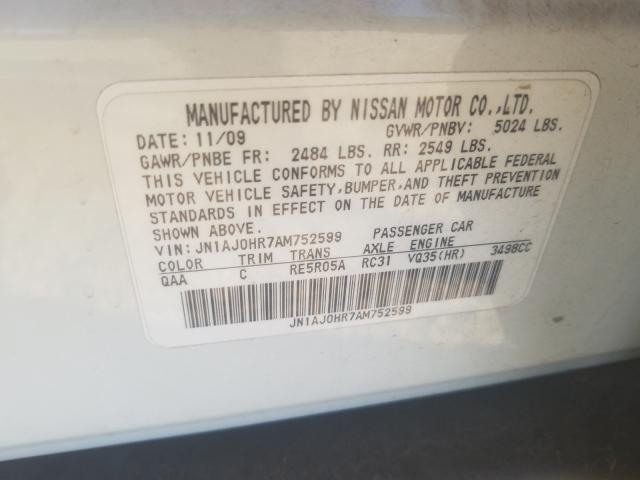 MANUFACTURED BY NISSAN MOTOR CO.,LTD.
DATE: 11/09 GVWR/PNBV: 5024 LBS.
GAWR/PNBE FR: 2484 LBS. RR: 2549 LBS.
THIS VEHICLE CONFORMS TO ALL APPLICABLE FEDERAL
MOTOR VEHICLE SAFETY,BUMPER,AND THEFT PREVENTION
STANDARDS IN EFFECT ON THE DATE OF MANUFACTURE
SHOWN ABOVE.
VIN: JN1AJ0HR7AM752599 PASSENGER CAR
COLOR TRIM TRANS AXLE ENGINE
QAA C RE5R05A RC31 VQ35(HR) 3498CC
JN1AJ0HR7AM752599